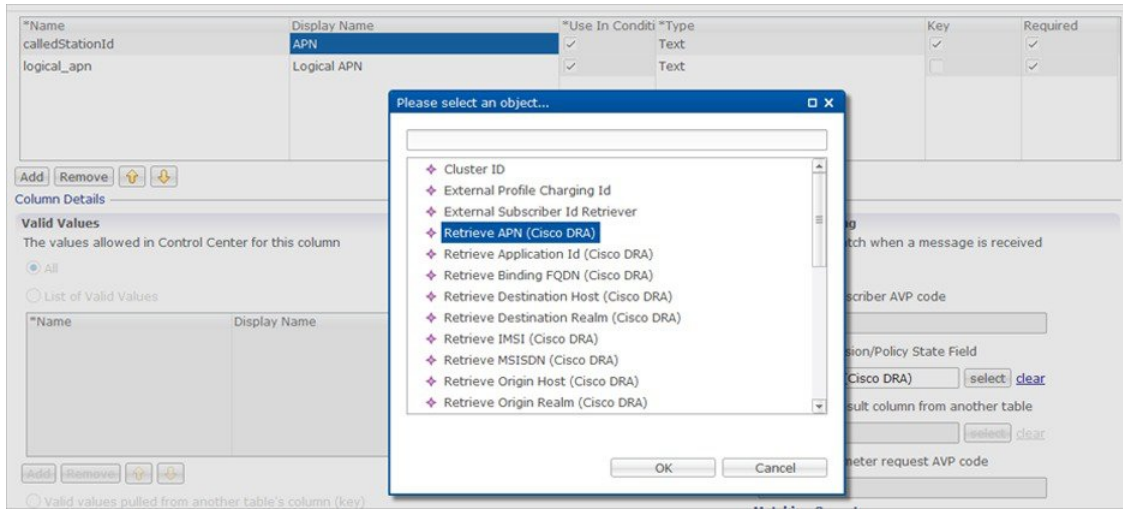 *Name Display Name *Use In Conditi *Type Key Required
calledStationId APN Text
logical_apn Logical APN Text
Add Remove
Column Details
Valid Values
The values allowed in Control Center for this column
All
List of Valid Values
*Name Display Name
Add Remove
Valid values pulled from another table's column (key)
Please select an object...
Cluster ID
External Profile Charging Id
External Subscriber Id Retriever
Retrieve APN (Cisco DRA)
Retrieve Application Id (Cisco DRA)
Retrieve Binding FQDN (Cisco DRA)
Retrieve Destination Host (Cisco DRA)
Retrieve Destination Realm (Cisco DRA)
Retrieve IMSI (Cisco DRA)
Retrieve MSISDN (Cisco DRA)
Retrieve Origin Host (Cisco DRA)
Retrieve Origin Realm (Cisco DRA)
OK Cancel
when a message is received
AVP code
/Policy State Field
(Cisco DRA) select clear
column from another table
select clear
request AVP code